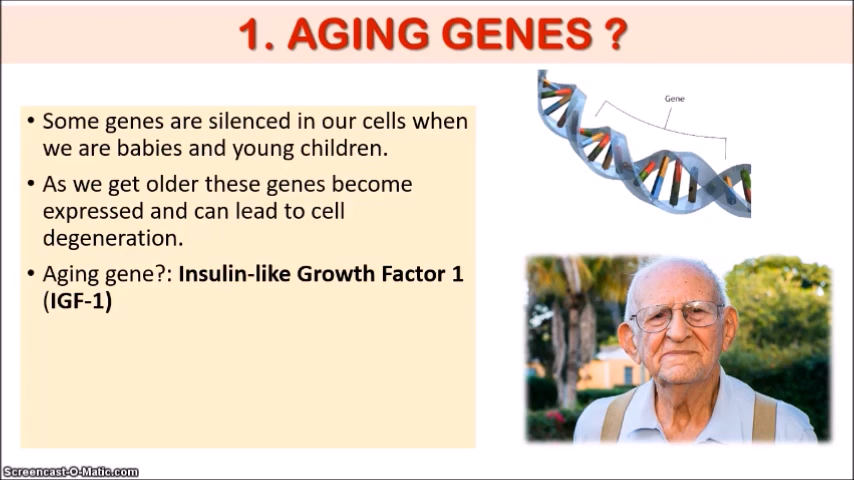 1. AGING GENES ?
Gene
• Some genes are silenced in our cells when
we are babies and young children.
• As we get older these genes become
expressed and can lead to cell
degeneration.
• Aging gene?: Insulin-like Growth Factor 1
(IGF-1)
Screencast-O-Matic.com